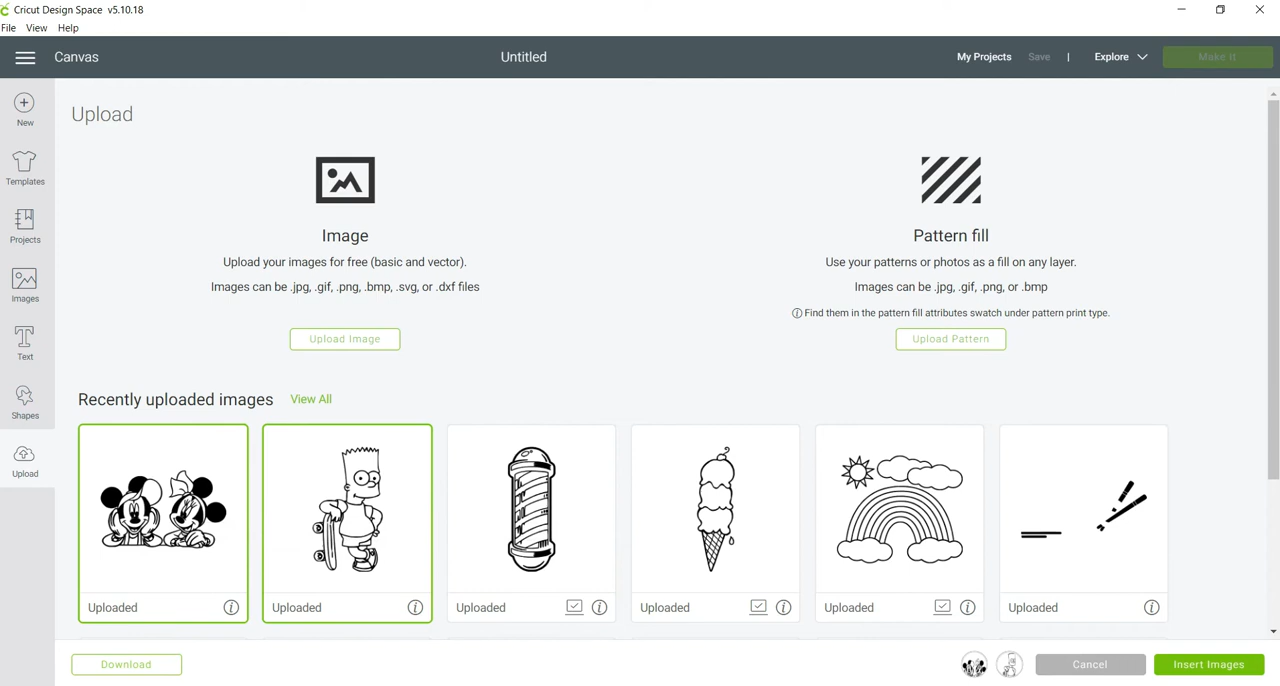 Cricut Design Space v5.10.18
File View Help
Canvas Untitled My Projects Save | Explore Make It
New
Templates
Projects
Images
Text
Shapes
Upload
Upload
Image
Upload your images for free (basic and vector).
Images can be .jpg, .gif, .png, .bmp, .svg, or .dxf files
Upload Image
Pattern fill
Use your patterns or photos as a fill on any layer.
Images can be .jpg, .gif, .png, or .bmp
Find them in the pattern fill attributes swatch under pattern print type.
Upload Pattern
Recently uploaded images View All
Uploaded Uploaded Uploaded Uploaded Uploaded Uploaded
Download Cancel Insert Images